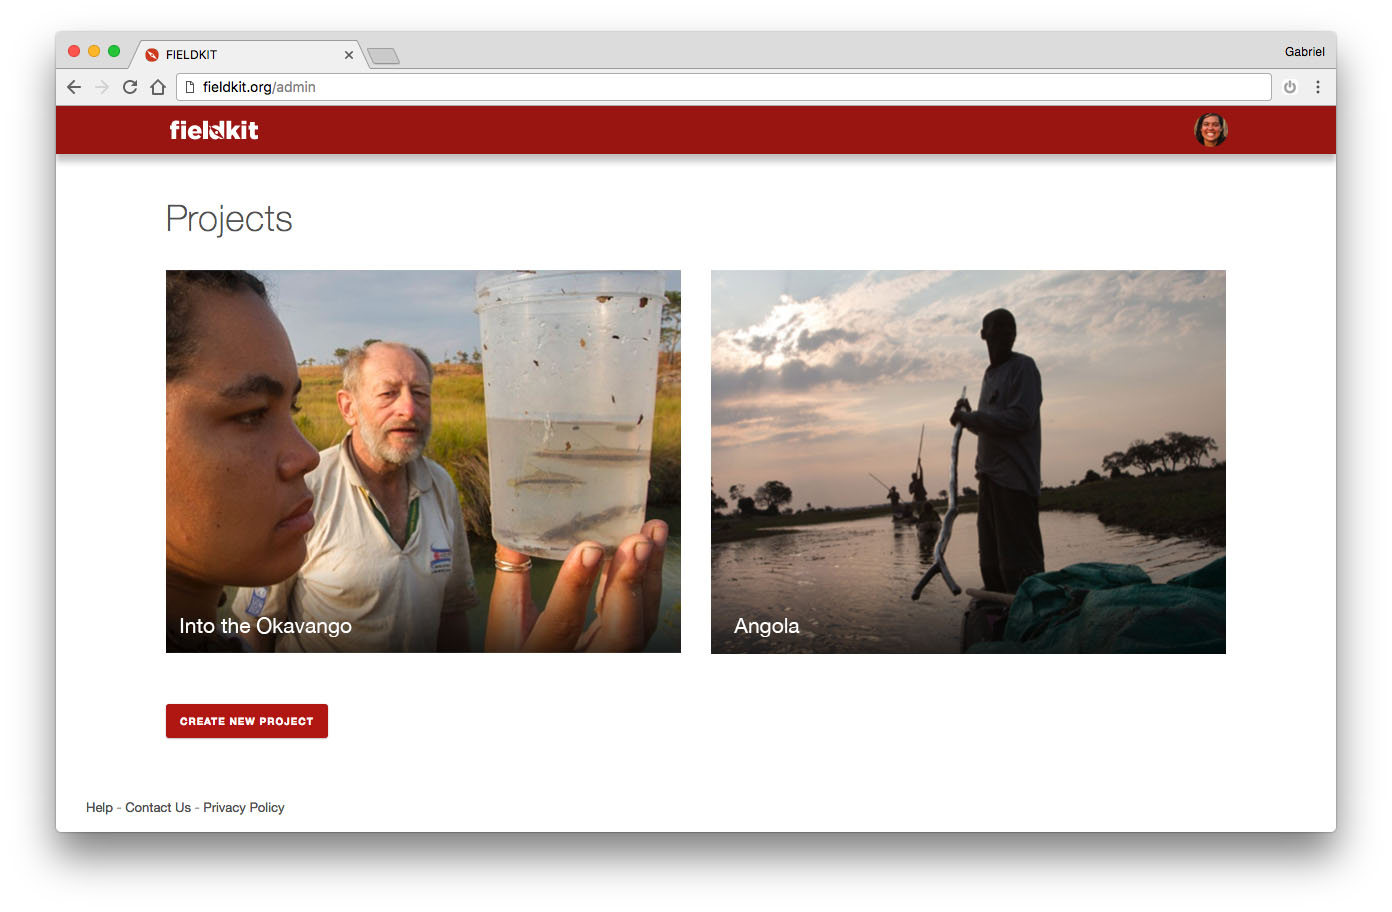 FIELDKIT
Gabriel
fieldkit.org/admin
fieldkit
Projects
Into the Okavango
Angola
CREATE NEW PROJECT
Help - Contact Us - Privacy Policy